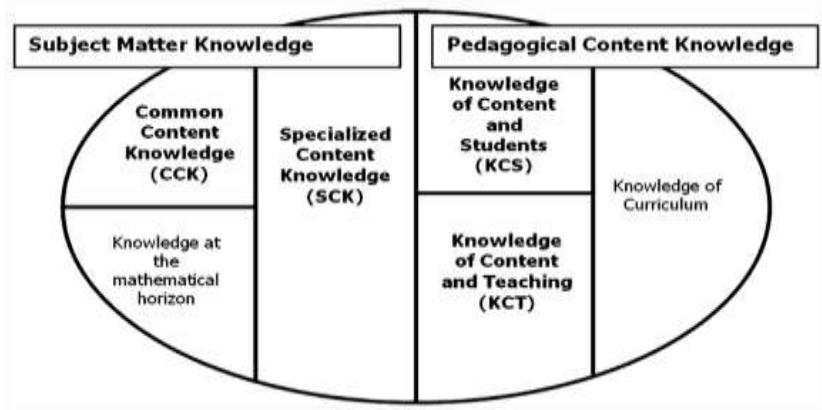 Subject Matter Knowledge
Pedagogical Content Knowledge
Common
Content
Knowledge
(CCK)
Knowledge at
the
mathematical
horizon
Specialized
Content
Knowledge
(SCK)
Knowledge
of Content
and
Students
(KCS)
Knowledge
of Content
and Teaching
(KCT)
Knowledge of
Curriculum